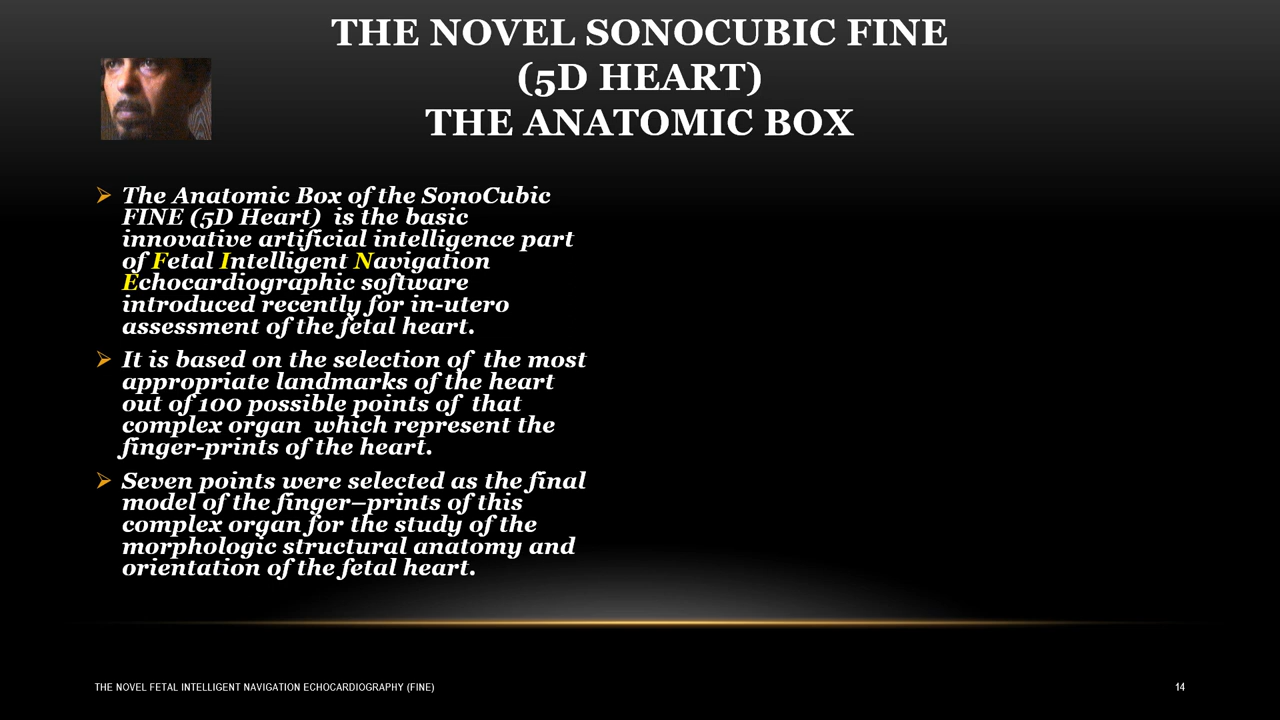 THE NOVEL SONOCUBIC FINE
(5D HEART)
THE ANATOMIC BOX
The Anatomic Box of the SonoCubic
FINE (5D Heart) is the basic
innovative artificial intelligence part
of Fetal Intelligent Navigation
Echocardiographic software
introduced recently for in-utero
assessment of the fetal heart.
It is based on the selection of the most
appropriate landmarks of the heart
out of 100 possible points of that
complex organ which represent the
finger-prints of the heart.
Seven points were selected as the final
model of the finger–prints of this
complex organ for the study of the
morphologic structural anatomy and
orientation of the fetal heart.
THE NOVEL FETAL INTELLIGENT NAVIGATION ECHOCARDIOGRAPHY (FINE)
14